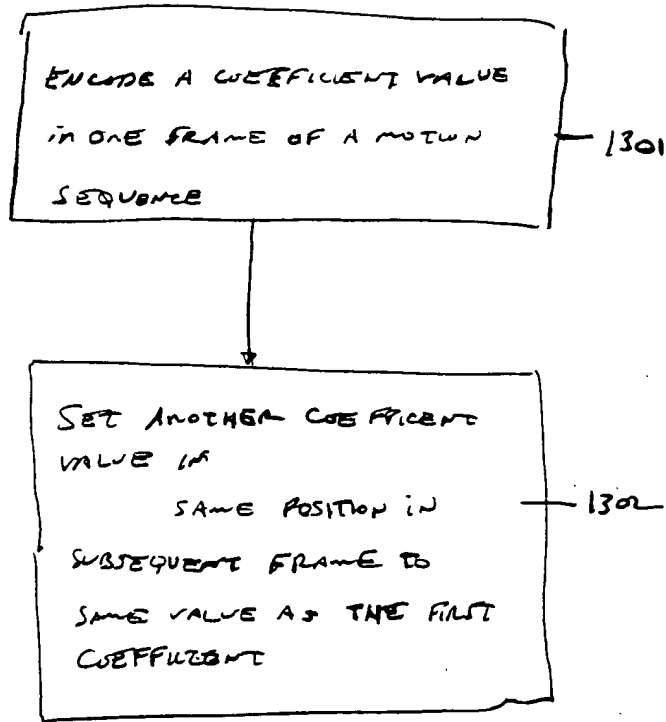 ENCODE A COEFFICIENT VALUE
in ONE FRAME OF A MOTION
SEQUENCE
1301
SET ANOTHER COEFFICENT
VALUE IN
SAME POSITION IN
SUBSEQUENT FRAME TO
SAME VALUE AS THE FIRST
COEFFICIENT
1302